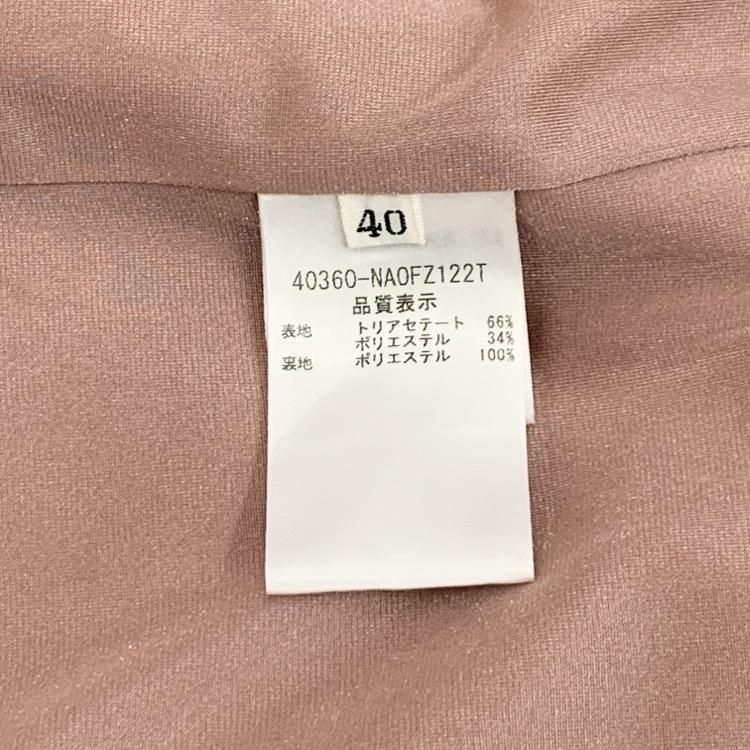 40
40360-NAOFZ122T
品質表示
表地 トリアセテート 66%
ポリエステル 34%
裏地 ポリエステル 100%